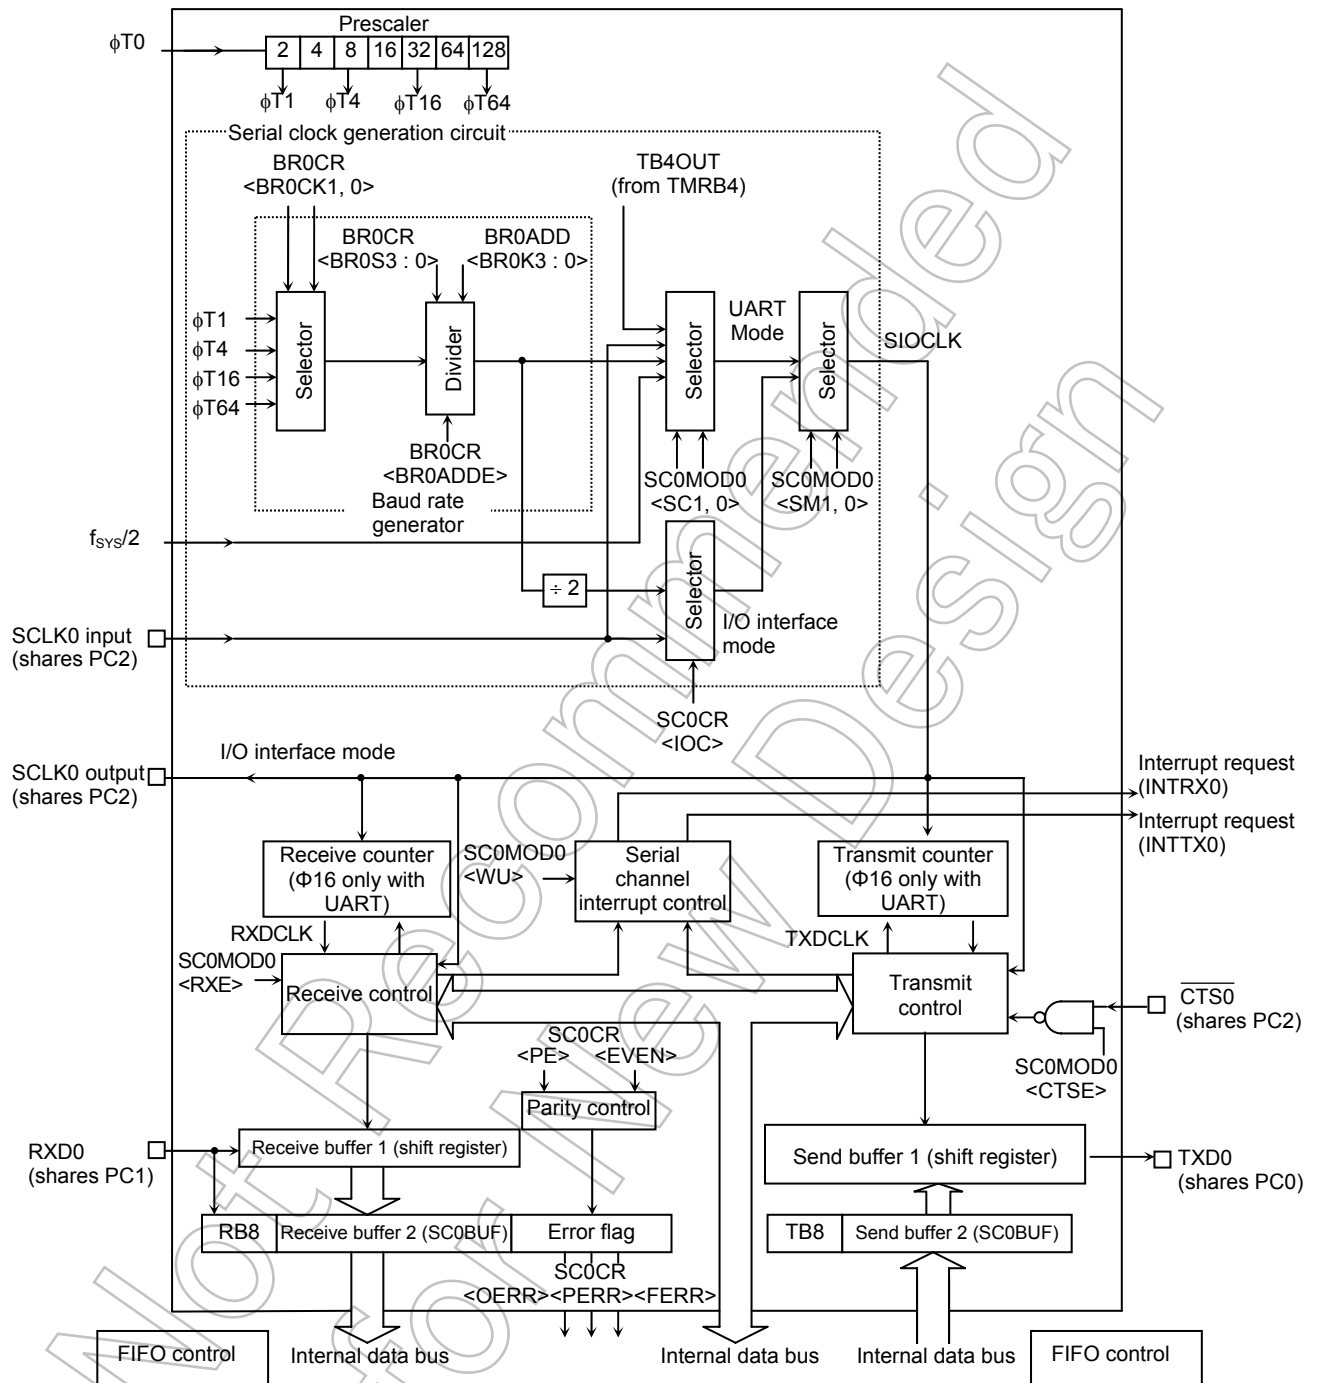 Prescaler
φT0
2 4 8 16 32 64 128
φT1 φT4 φT16 φT64
Serial clock generation circuit
BR0CR
<BR0CK1, 0>
TB4OUT
(from TMRB4)
BR0CR
<BR0S3 : 0>
BR0ADD
<BR0K3 : 0>
φT1
φT4
φT16
φT64
Selector
Divider
Selector
UART
Mode
Selector
SIOCLK
BR0CR
<BR0ADDE>
Baud rate
generator
SC0MOD0
<SC1, 0>
SC0MOD0
<SM1, 0>
fSYS/2
÷ 2
Selector
I/O interface
mode
SCLK0 input
(shares PC2)
SC0CR
<IOC>
I/O interface mode
SCLK0 output
(shares PC2)
Interrupt request
(INTRX0)
Interrupt request
(INTTX0)
Receive counter
(Φ16 only with
UART)
SC0MOD0
<WU>
Serial
channel
interrupt control
Transmit counter
(Φ16 only with
UART)
RXDCLK
TXDCLK
SC0MOD0
<RXE>
Receive control
Transmit
control
CTS0
(shares PC2)
SC0MOD0
<CTSE>
SC0CR
<PE> <EVEN>
Parity control
RXD0
(shares PC1)
Receive buffer 1 (shift register)
Send buffer 1 (shift register)
TXD0
(shares PC0)
RB8 Receive buffer 2 (SC0BUF) Error flag
TB8 Send buffer 2 (SC0BUF)
SC0CR
<OERR><PERR><FERR>
FIFO control
Internal data bus
Internal data bus
Internal data bus
FIFO control
Not Recommended
for New Design